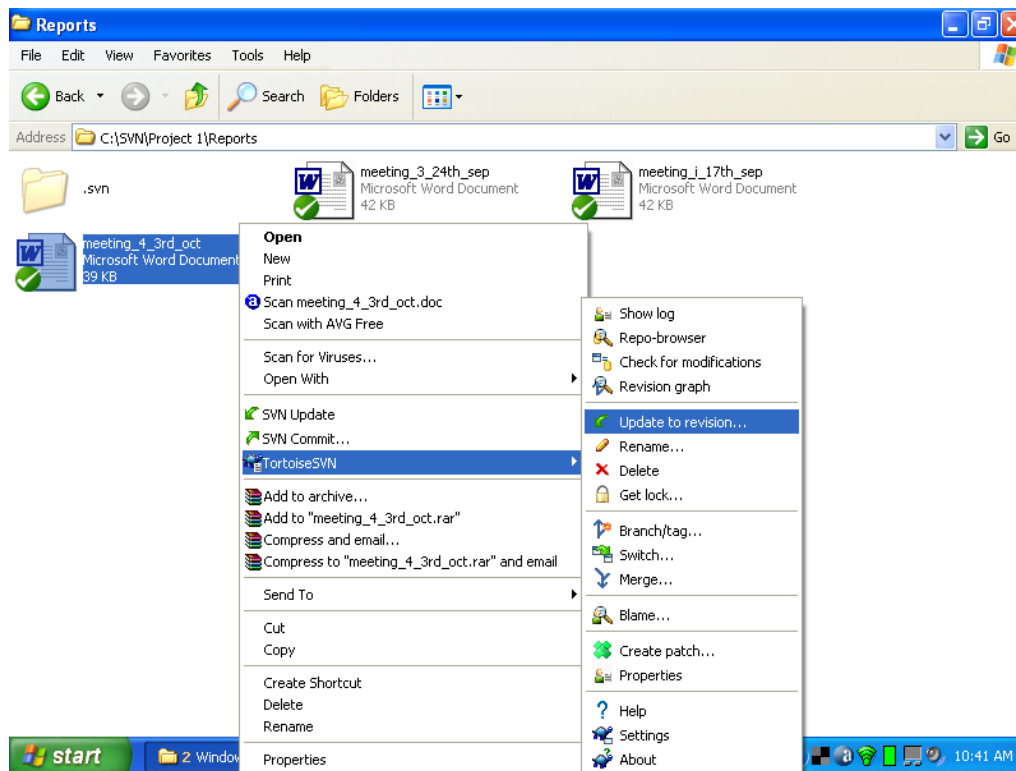 Reports
File Edit View Favorites Tools Help
Back Search Folders
Address C:\SVN\Project 1\Reports Go
.svn
meeting_3_24th_sep
Microsoft Word Document
42 KB
meeting_i_17th_sep
Microsoft Word Document
42 KB
meeting_4_3rd_oct
Microsoft Word Document
39 KB
Open
New
Print
Scan meeting_4_3rd_oct.doc
Scan with AVG Free
Scan for Viruses...
Open With
SVN Update
SVN Commit...
TortoiseSVN
Add to archive...
Add to "meeting_4_3rd_oct.rar"
Compress and email...
Compress to "meeting_4_3rd_oct.rar" and email
Send To
Cut
Copy
Create Shortcut
Delete
Rename
Properties
Show log
Repo-browser
Check for modifications
Revision graph
Update to revision...
Rename...
Delete
Get lock...
Branch/tag...
Switch...
Merge...
Blame...
Create patch...
Properties
Help
Settings
About
start 2 Window 10:41 AM